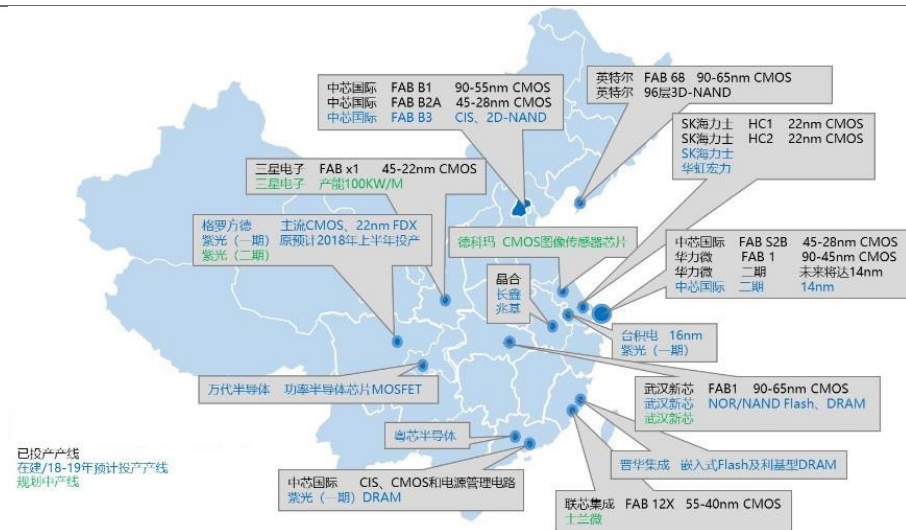 中芯国际 FAB B1 90-55nm CMOS
中芯国际 FAB B2A 45-28nm CMOS
中芯国际 FAB B3 CIS、2D-NAND
英特尔 FAB 68 90-65nm CMOS
英特尔 96层3D-NAND
SK海力士 HC1 22nm CMOS
SK海力士 HC2 22nm CMOS
SK海力士
华虹宏力
三星电子 FAB x1 45-22nm CMOS
三星电子 产能100KW/M
格罗方德 主流CMOS、22nm FDX
紫光（一期）原预计2018年上半年投产
紫光（二期）
德科玛 CMOS图像传感器芯片
中芯国际 FAB S2B 45-28nm CMOS
华力微 FAB 1 90-45nm CMOS
华力微 二期 未来将达14nm
中芯国际 二期 14nm
晶合
长鑫
兆基
台积电 16nm
紫光（一期）
万代半导体 功率半导体芯片MOSFET
武汉新芯 FAB1 90-65nm CMOS
武汉新芯 NOR/NAND Flash、DRAM
武汉新芯
粤芯半导体
晋华集成 嵌入式Flash及利基型DRAM
已投产产线
在建/18-19年预计投产产线
规划中产线
中芯国际 CIS、CMOS和电源管理电路
紫光（一期）DRAM
联芯集成 FAB 12X 55-40nm CMOS
士兰微